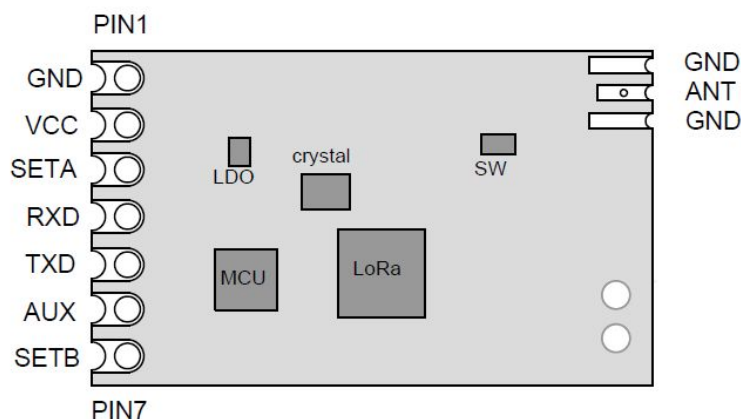 PIN1
GND
VCC
SETA
RXD
TXD
AUX
SETB
PIN7
LDO
crystal
MCU
LoRa
SW
GND
ANT
GND